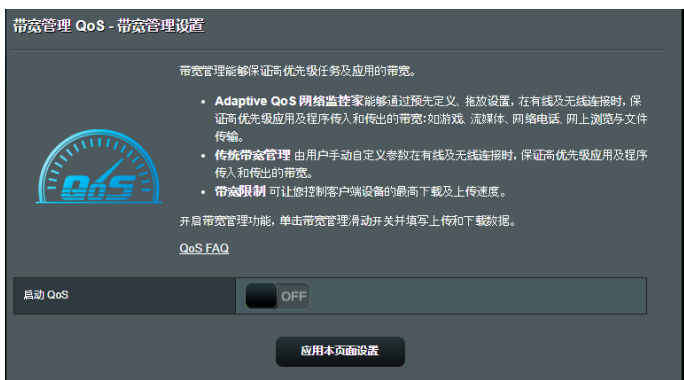 带宽管理 QoS - 带宽管理设置
带宽管理能够保证高优先级任务及应用的带宽。
• Adaptive QoS 网络监控家能够通过预先定义、拖放设置, 在有线及无线连接时, 保
证高优先级应用及程序传入和传出的带宽:如游戏、流媒体、网络电话、网上浏览与文件
传输。
• 传统带宽管理 由用户手动自定义参数在有线及无线连接时, 保证高优先级应用及程序
传入和传出的带宽。
• 带宽限制 可让您控制客户端设备的最高下载及上传速度。
QoS
开启带宽管理功能, 单击带宽管理滑动开关并填写上传和下载数据。
QoS FAQ
启动 QoS
OFF
应用本页面设置